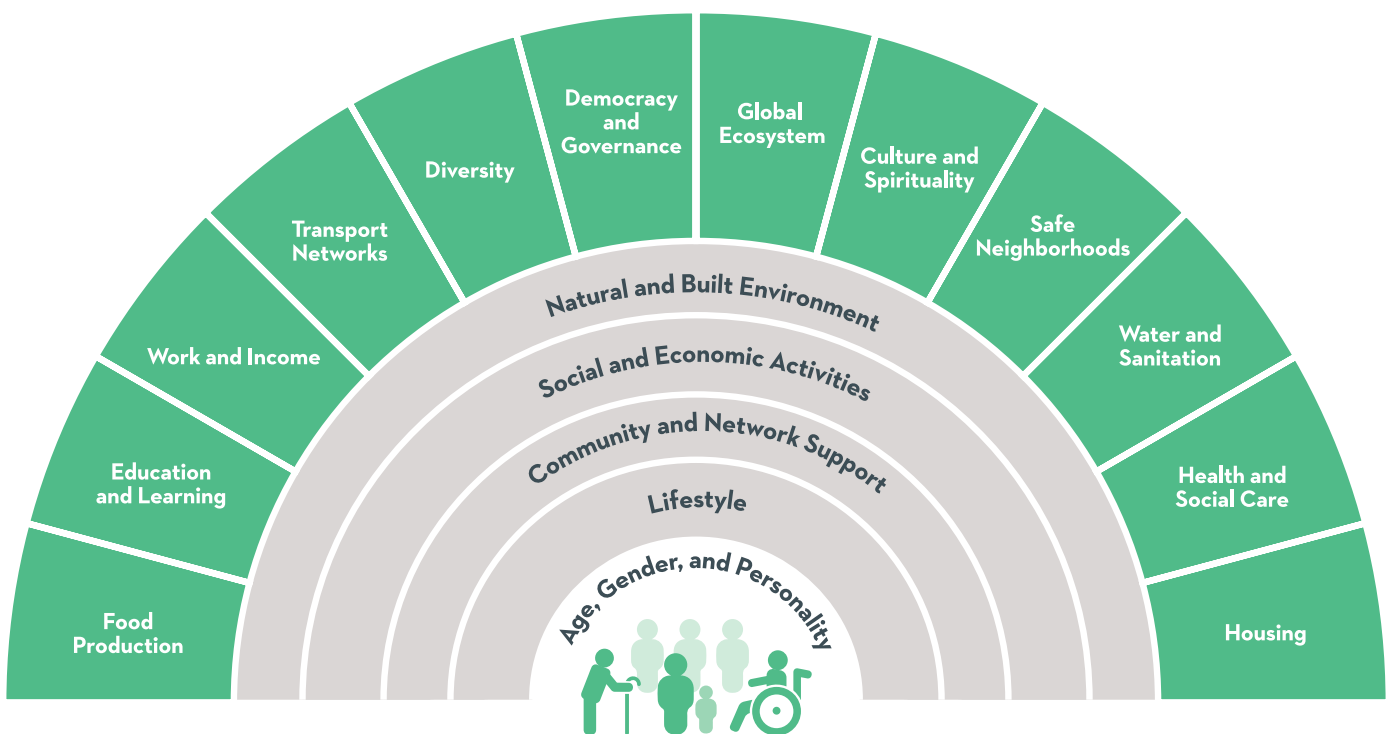 Food
Production
Education
and Learning
Work and Income
Transport
Networks
Diversity
Democracy
and
Governance
Global
Ecosystem
Culture and
Spirituality
Safe
Neighborhoods
Water and
Sanitation
Health and
Social Care
Housing
Natural and Built Environment
Social and Economic Activities
Community and Network Support
Lifestyle
Age, Gender, and Personality